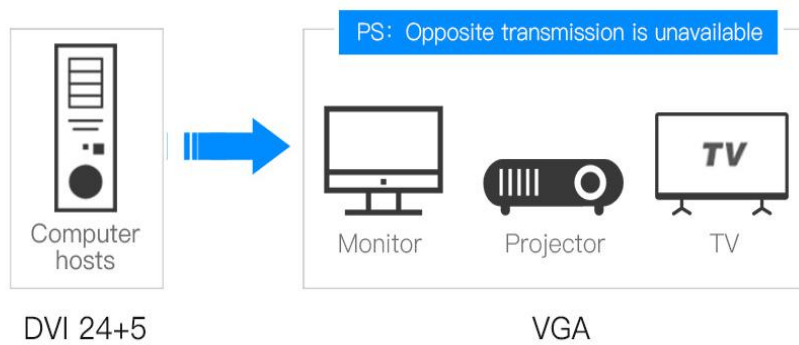 PS: Opposite transmission is unavailable
TV
Computer
hosts
Monitor
Projector
TV
DVI 24+5
VGA